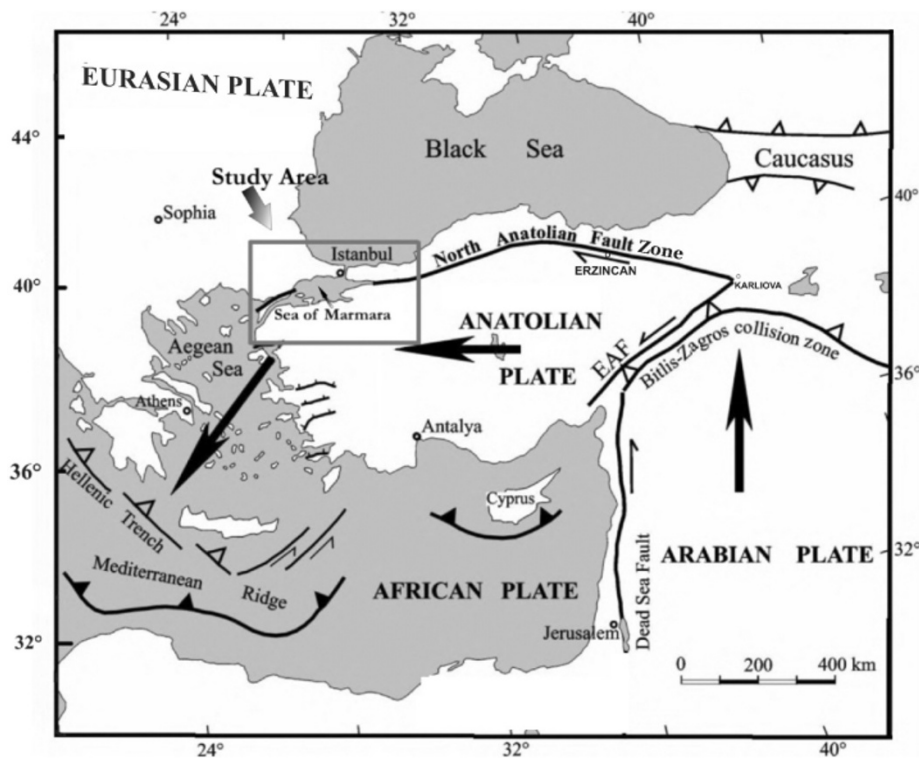 24° 32° 40°
EURASIAN PLATE
44°
Black Sea
Caucasus
Study Area
40°
Sophia
Istanbul
North Anatolian Fault Zone
ERZINCAN
40°
KARLIOVA
Sea of Marmara
ANATOLIAN
PLATE
Aegean
Sea
EAF
Bitlis-Zagros collision zone
36°
Athens
Antalya
36°
Hellenic
Trench
Cyprus
32°
Mediterranean
Ridge
AFRICAN PLATE
ARABIAN PLATE
Dead Sea Fault
Jerusalem
32°
0 200 400 km
24° 32° 40°